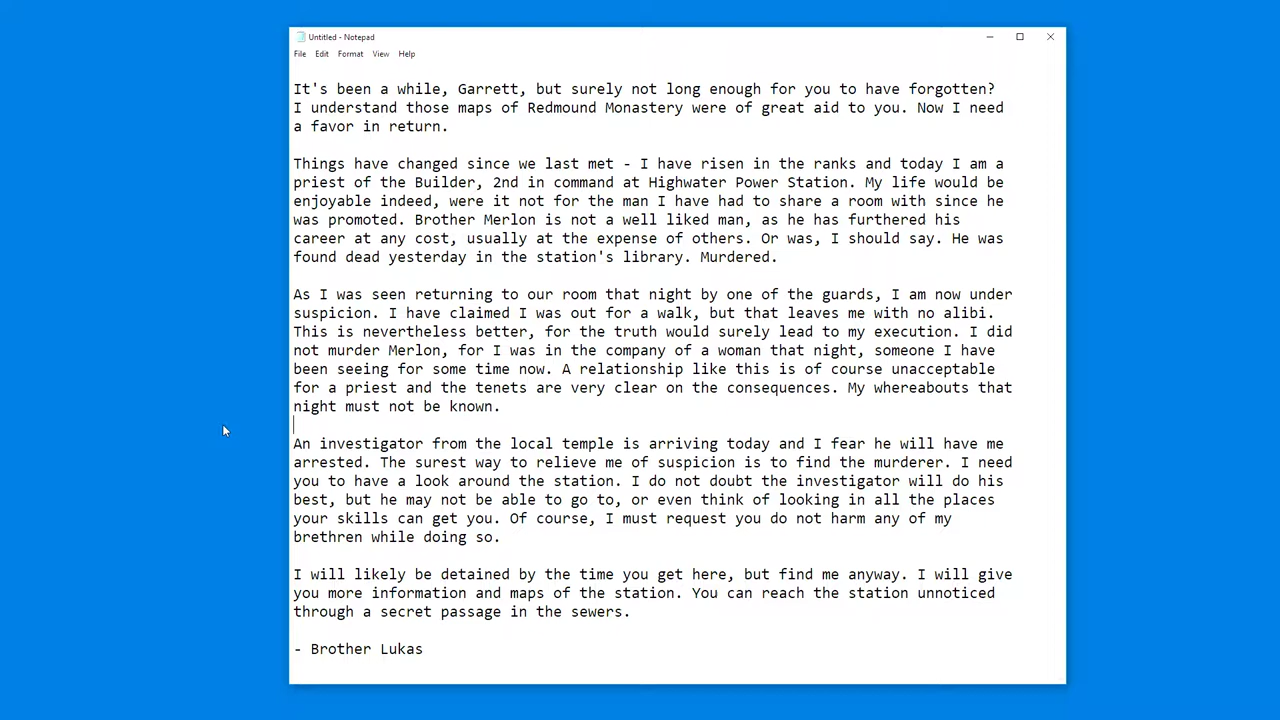 Untitled - Notepad
File Edit Format View Help
It's been a while, Garrett, but surely not long enough for you to have forgotten?
I understand those maps of Redmound Monastery were of great aid to you. Now I need
a favor in return.
Things have changed since we last met - I have risen in the ranks and today I am a
priest of the Builder, 2nd in command at Highwater Power Station. My life would be
enjoyable indeed, were it not for the man I have had to share a room with since he
was promoted. Brother Merlon is not a well liked man, as he has furthered his
career at any cost, usually at the expense of others. Or was, I should say. He was
found dead yesterday in the station's library. Murdered.
As I was seen returning to our room that night by one of the guards, I am now under
suspicion. I have claimed I was out for a walk, but that leaves me with no alibi.
This is nevertheless better, for the truth would surely lead to my execution. I did
not murder Merlon, for I was in the company of a woman that night, someone I have
been seeing for some time now. A relationship like this is of course unacceptable
for a priest and the tenets are very clear on the consequences. My whereabouts that
night must not be known.
An investigator from the local temple is arriving today and I fear he will have me
arrested. The surest way to relieve me of suspicion is to find the murderer. I need
you to have a look around the station. I do not doubt the investigator will do his
best, but he may not be able to go to, or even think of looking in all the places
your skills can get you. Of course, I must request you do not harm any of my
brethren while doing so.
I will likely be detained by the time you get here, but find me anyway. I will give
you more information and maps of the station. You can reach the station unnoticed
through a secret passage in the sewers.
- Brother Lukas